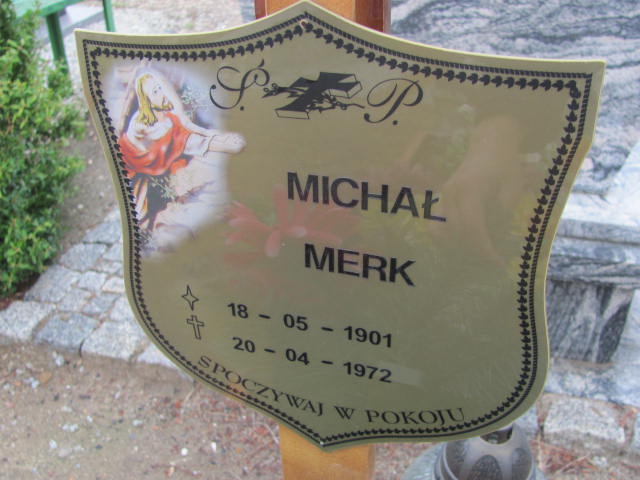 Ś. P.
MICHAŁ
MERK
18 - 05 - 1901
20 - 04 - 1972
SPOCZYWAJ W POKOJU